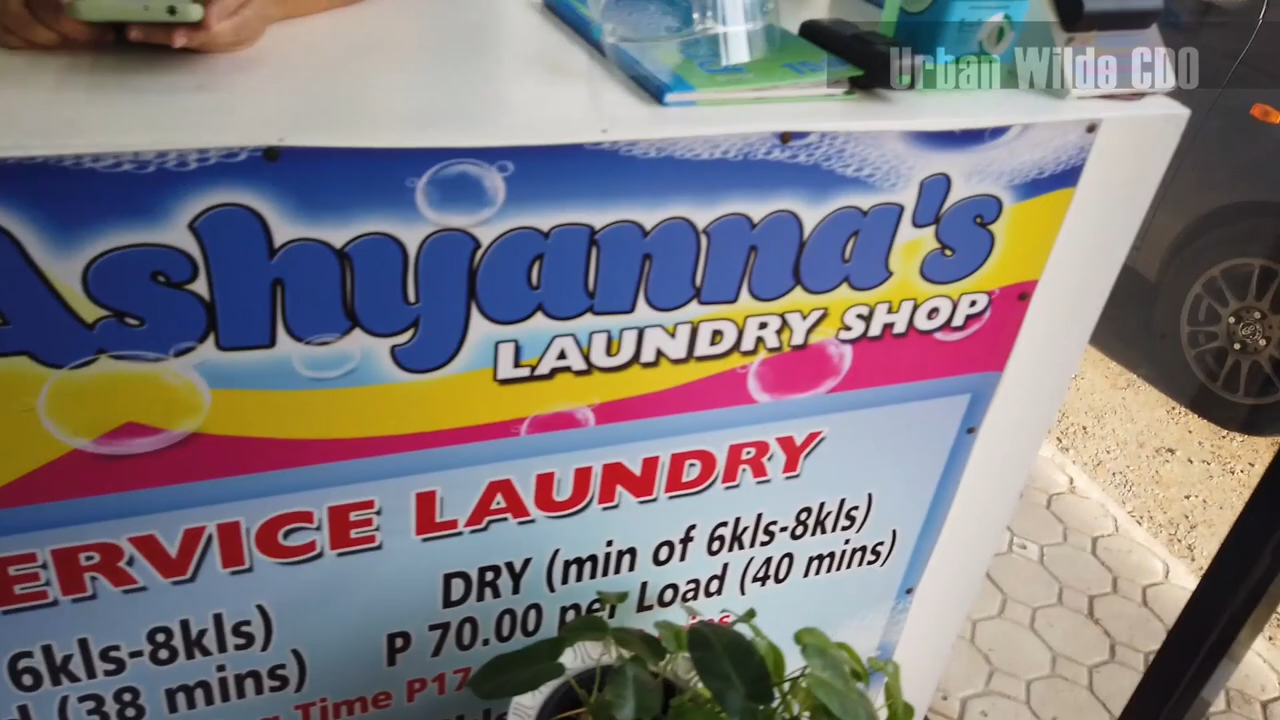 Urban Wilde CDO
Ashyanna's
LAUNDRY SHOP
ERVICE LAUNDRY
6kls-8kls)
(38 mins)
DRY (min of 6kls-8kls)
P 70.00 per Load (40 mins)
Time P17